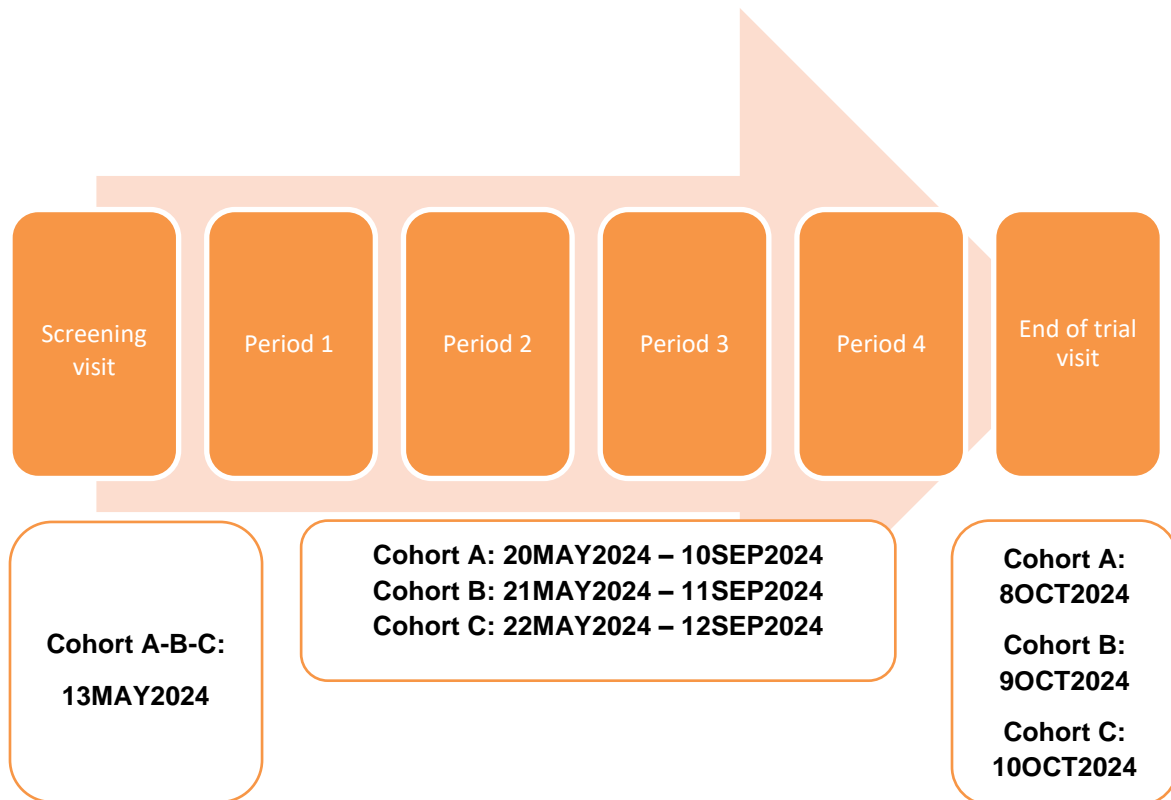 Screening
visit
Period 1
Period 2
Period 3
Period 4
End of trial
visit
Cohort A-B-C:
13MAY2024
Cohort A: 20MAY2024 – 10SEP2024
Cohort B: 21MAY2024 – 11SEP2024
Cohort C: 22MAY2024 – 12SEP2024
Cohort A:
8OCT2024
Cohort B:
9OCT2024
Cohort C:
10OCT2024